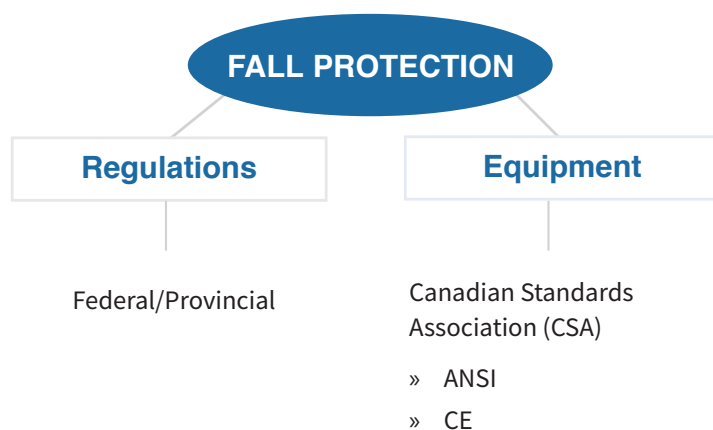 FALL PROTECTION
Regulations
Equipment
Federal/Provincial
Canadian Standards
Association (CSA)
» ANSI
» CE